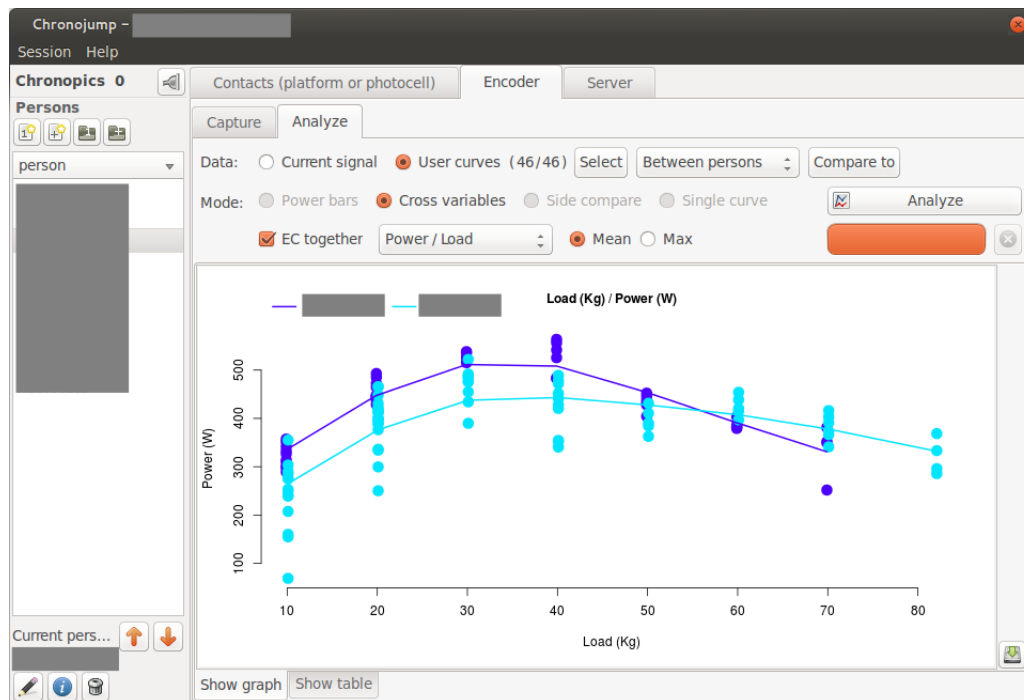 Chronojump –
Session Help
Chronopics 0
Contacts (platform or photocell) Encoder Server
Persons
Capture Analyze
person
Data: Current signal User curves (46/46) Select Between persons Compare to
Mode: Power bars Cross variables Side compare Single curve Analyze
EC together Power / Load Mean Max
Load (Kg) / Power (W)
Power (W)
500
400
300
200
100
10 20 30 40 50 60 70 80
Load (Kg)
Current pers...
Show graph Show table